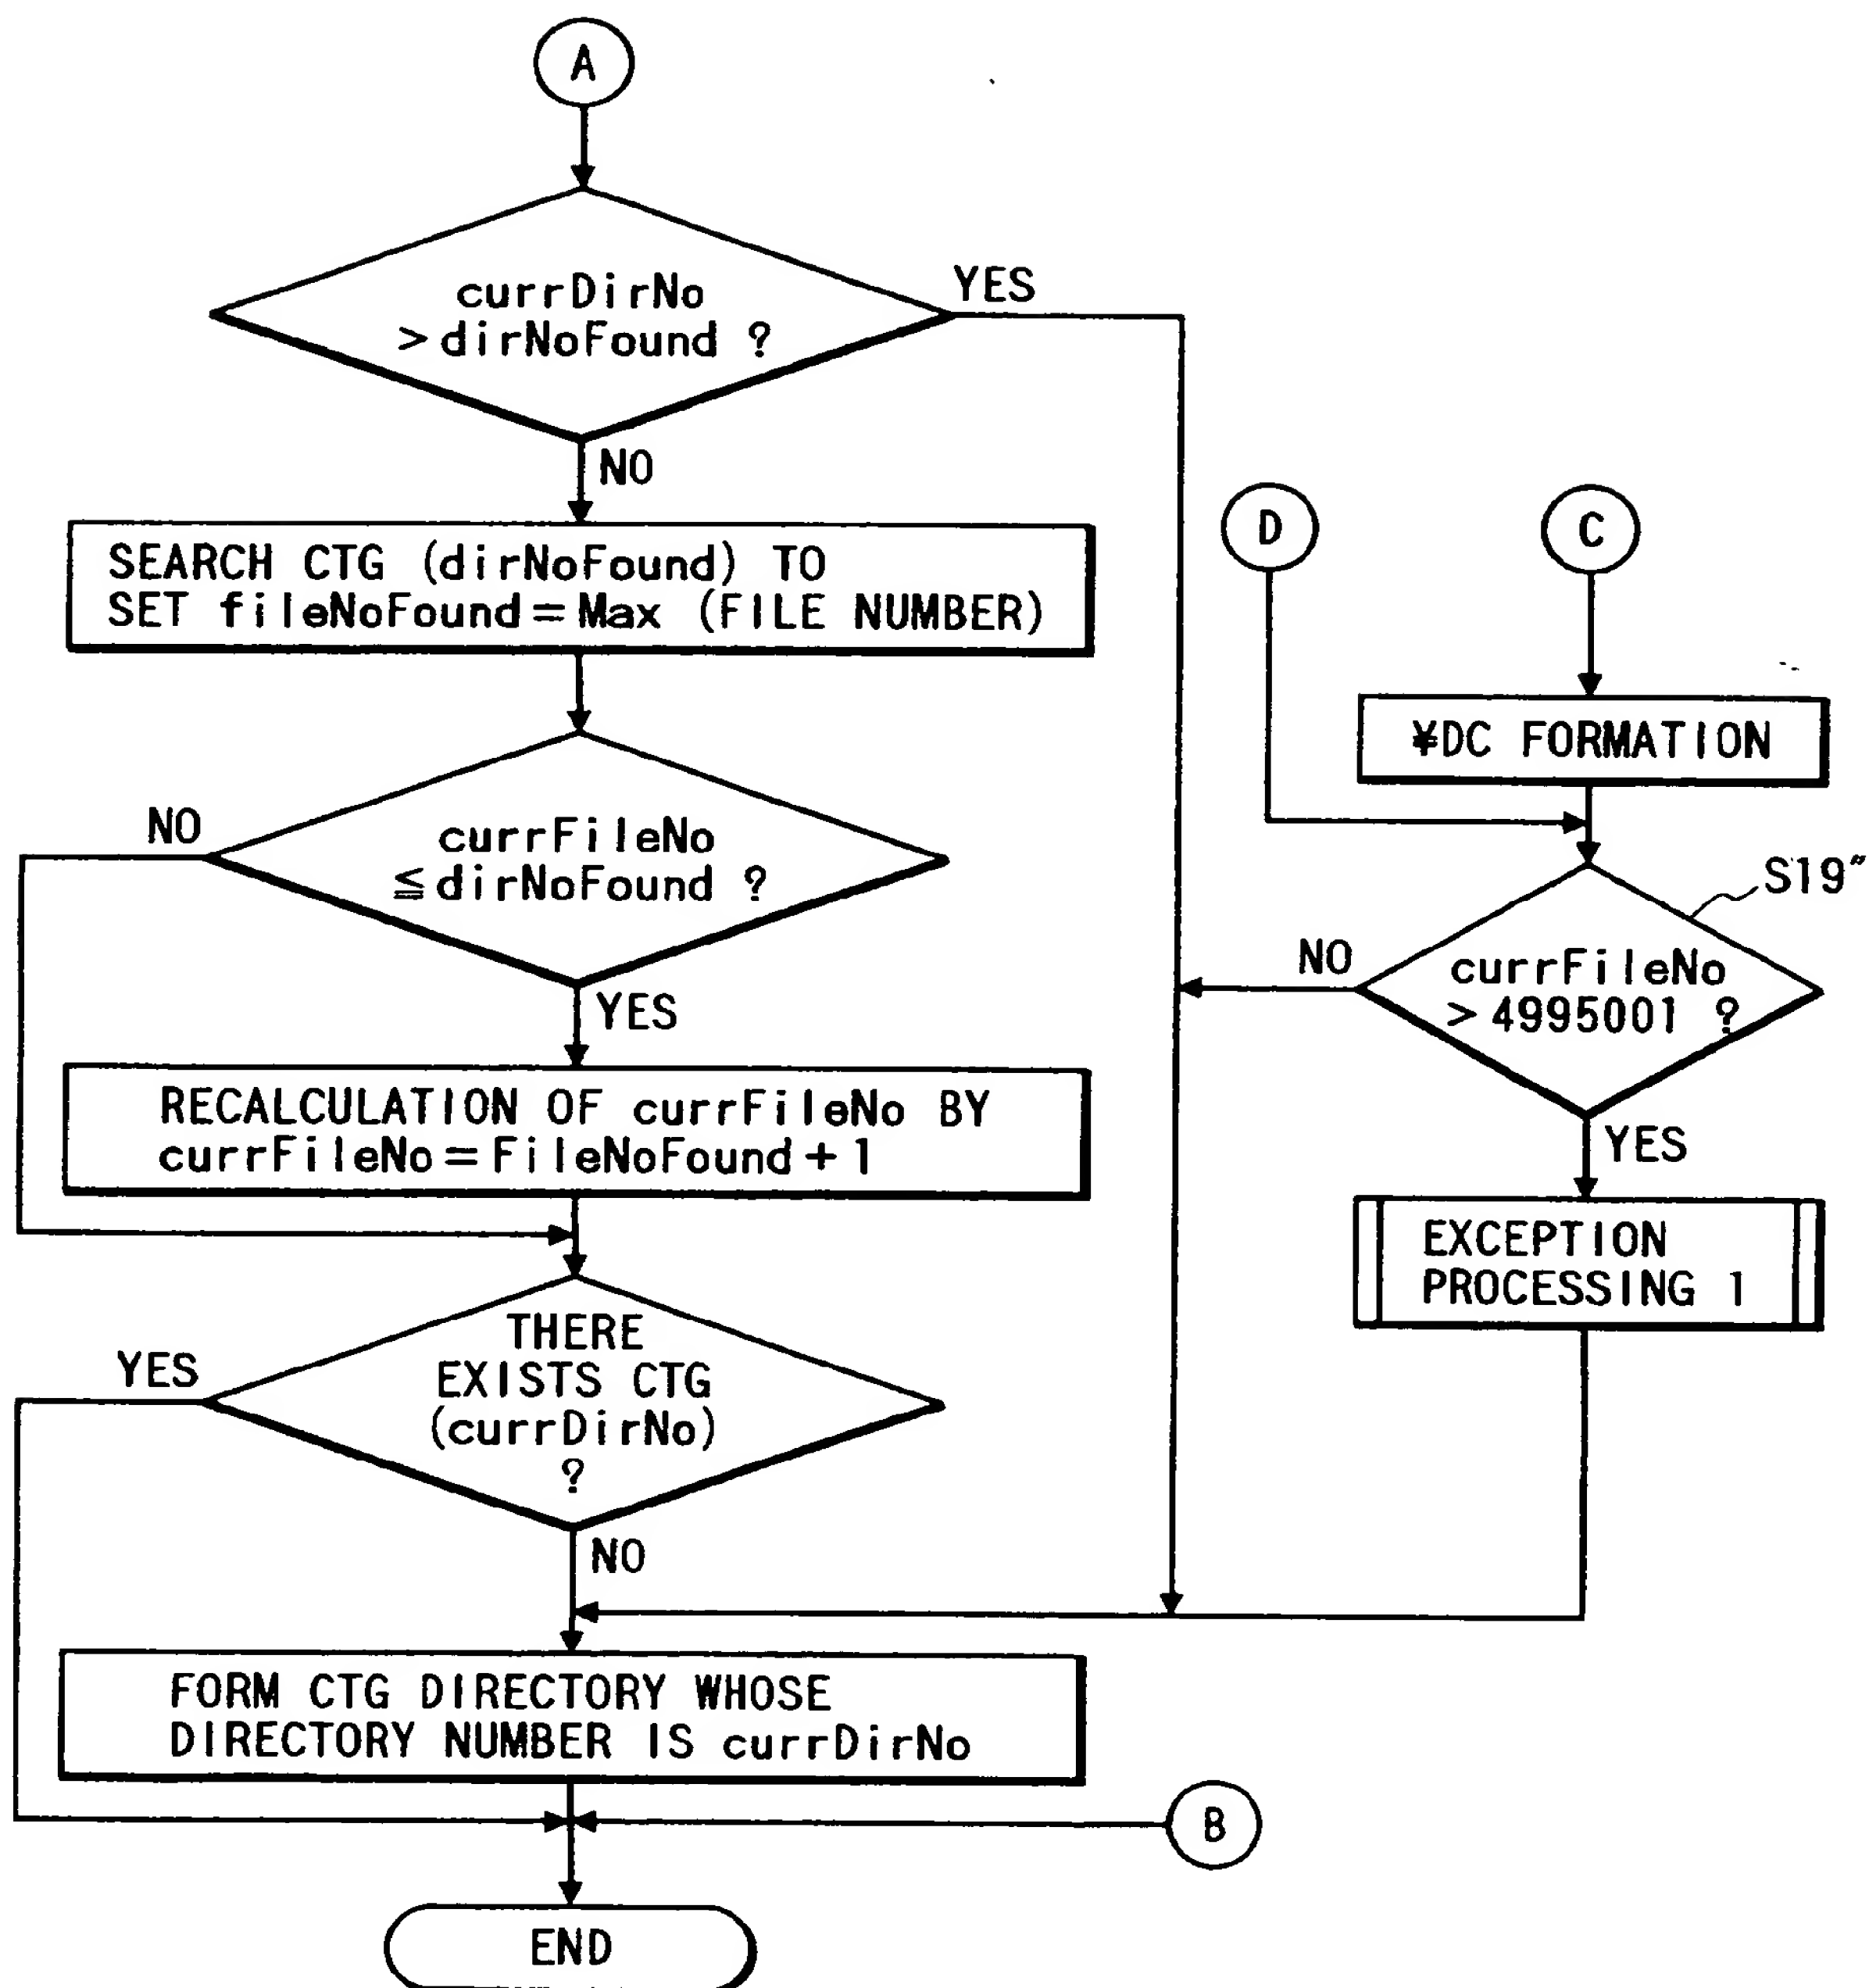 A
currDirNo
> dirNoFound ?
YES
NO
SEARCH CTG (dirNoFound) TO
SET fileNoFound = Max (FILE NUMBER)
currFileNo
≦ dirNoFound ?
NO
YES
RECALCULATION OF currFileNo BY
currFileNo = FileNoFound + 1
THERE
EXISTS CTG
(currDirNo)
?
YES
NO
FORM CTG DIRECTORY WHOSE
DIRECTORY NUMBER IS currDirNo
B
END
D
C
¥DC FORMATION
S19"
currFileNo
> 4995001 ?
NO
YES
EXCEPTION
PROCESSING 1